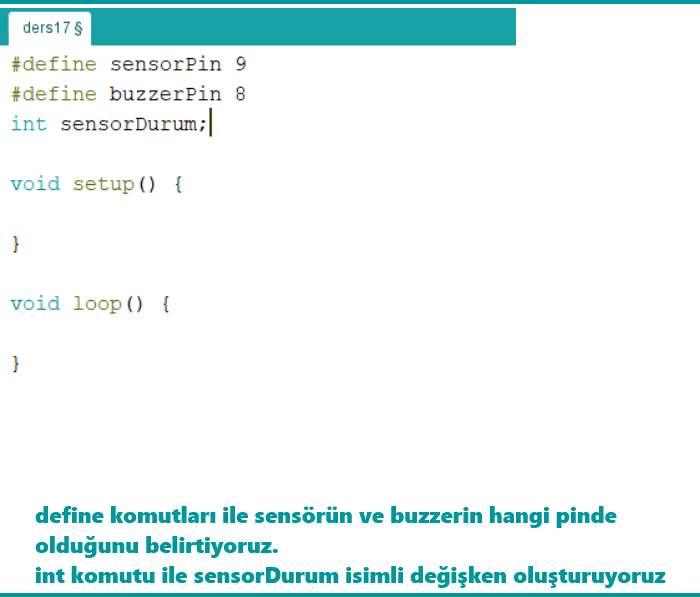 ders17 §
#define sensorPin 9
#define buzzerPin 8
int sensorDurum;
void setup() {
}
void loop() {
}
define komutları ile sensörün ve buzzerin hangi pinde
olduğunu belirtiyoruz.
int komutu ile sensorDurum isimli değişken oluşturuyoruz